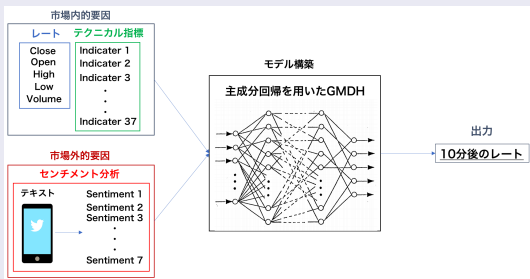 市場内的要因
レート
テクニカル指標
Close
Open
High
Low
Volume
Indicater 1
Indicater 2
Indicater 3
・
・
・
Indicater 37
市場外的要因
センチメント分析
テキスト
Sentiment 1
Sentiment 2
Sentiment 3
・
・
・
Sentiment 7
モデル構築
主成分回帰を用いたGMDH
出力
10分後のレート